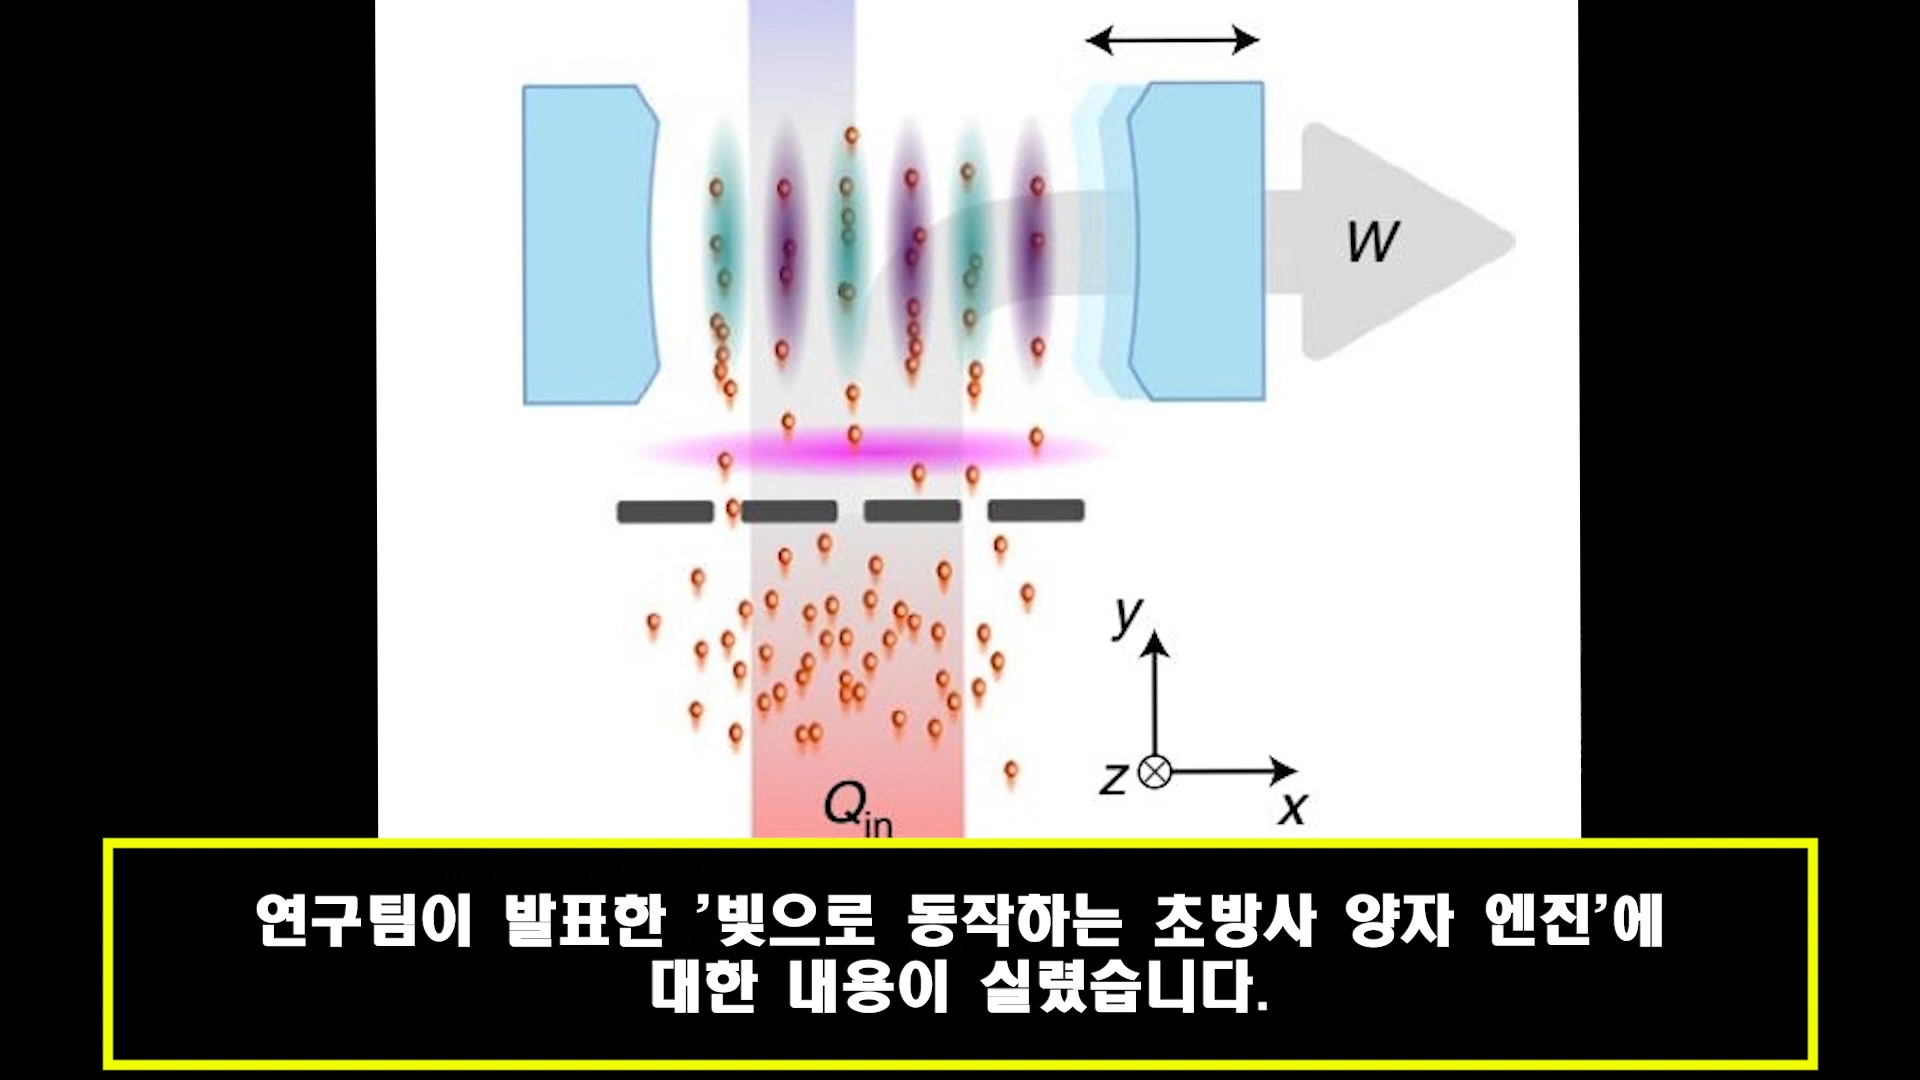 W
y
z
x
Qin
연구팀이 발표한 '빛으로 동작하는 초방사 양자 엔진'에
대한 내용이 실렸습니다.